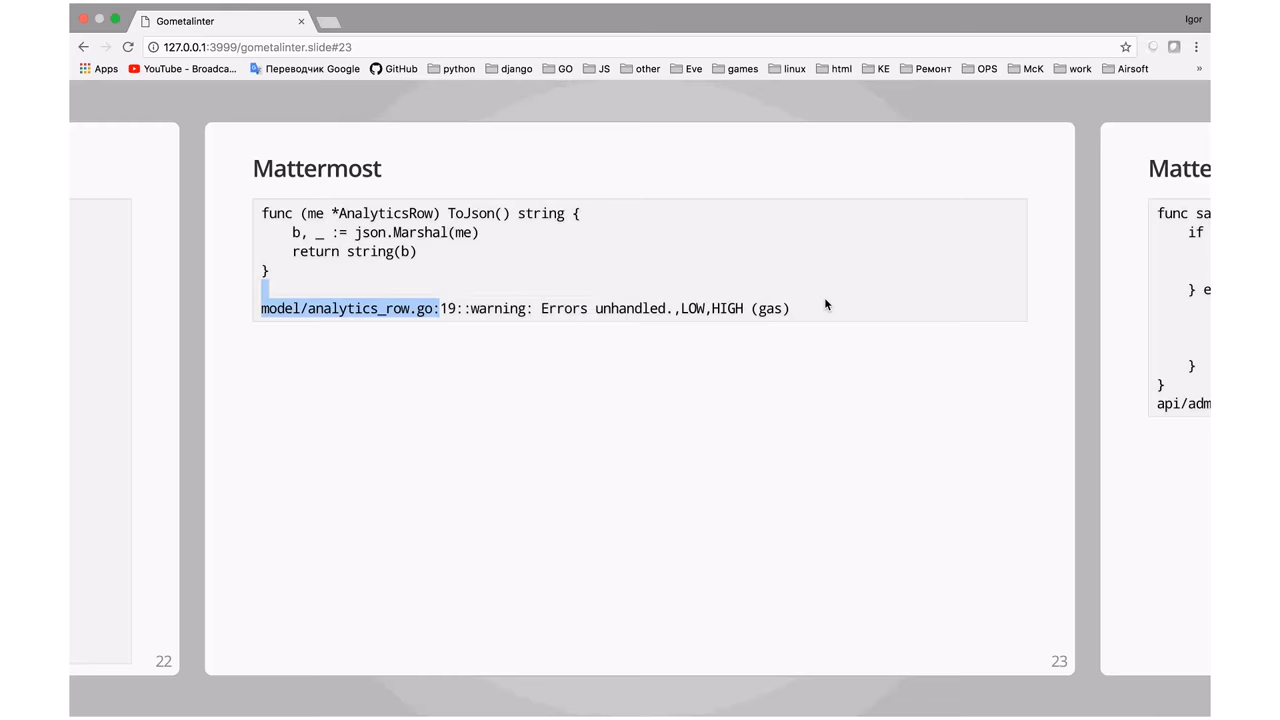 Gometalinter
Igor
127.0.0.1:3999/gometalinter.slide#23
Apps YouTube - Broadca... Переводчик Google GitHub python django GO JS other Eve games linux html KE Ремонт OPS McK work Airsoft »
Mattermost
func (me *AnalyticsRow) ToJson() string {
b, _ := json.Marshal(me)
return string(b)
}
model/analytics_row.go:19::warning: Errors unhandled.,LOW,HIGH (gas)
22
23
Matte
func sa
if
} e
}
}
api/adm